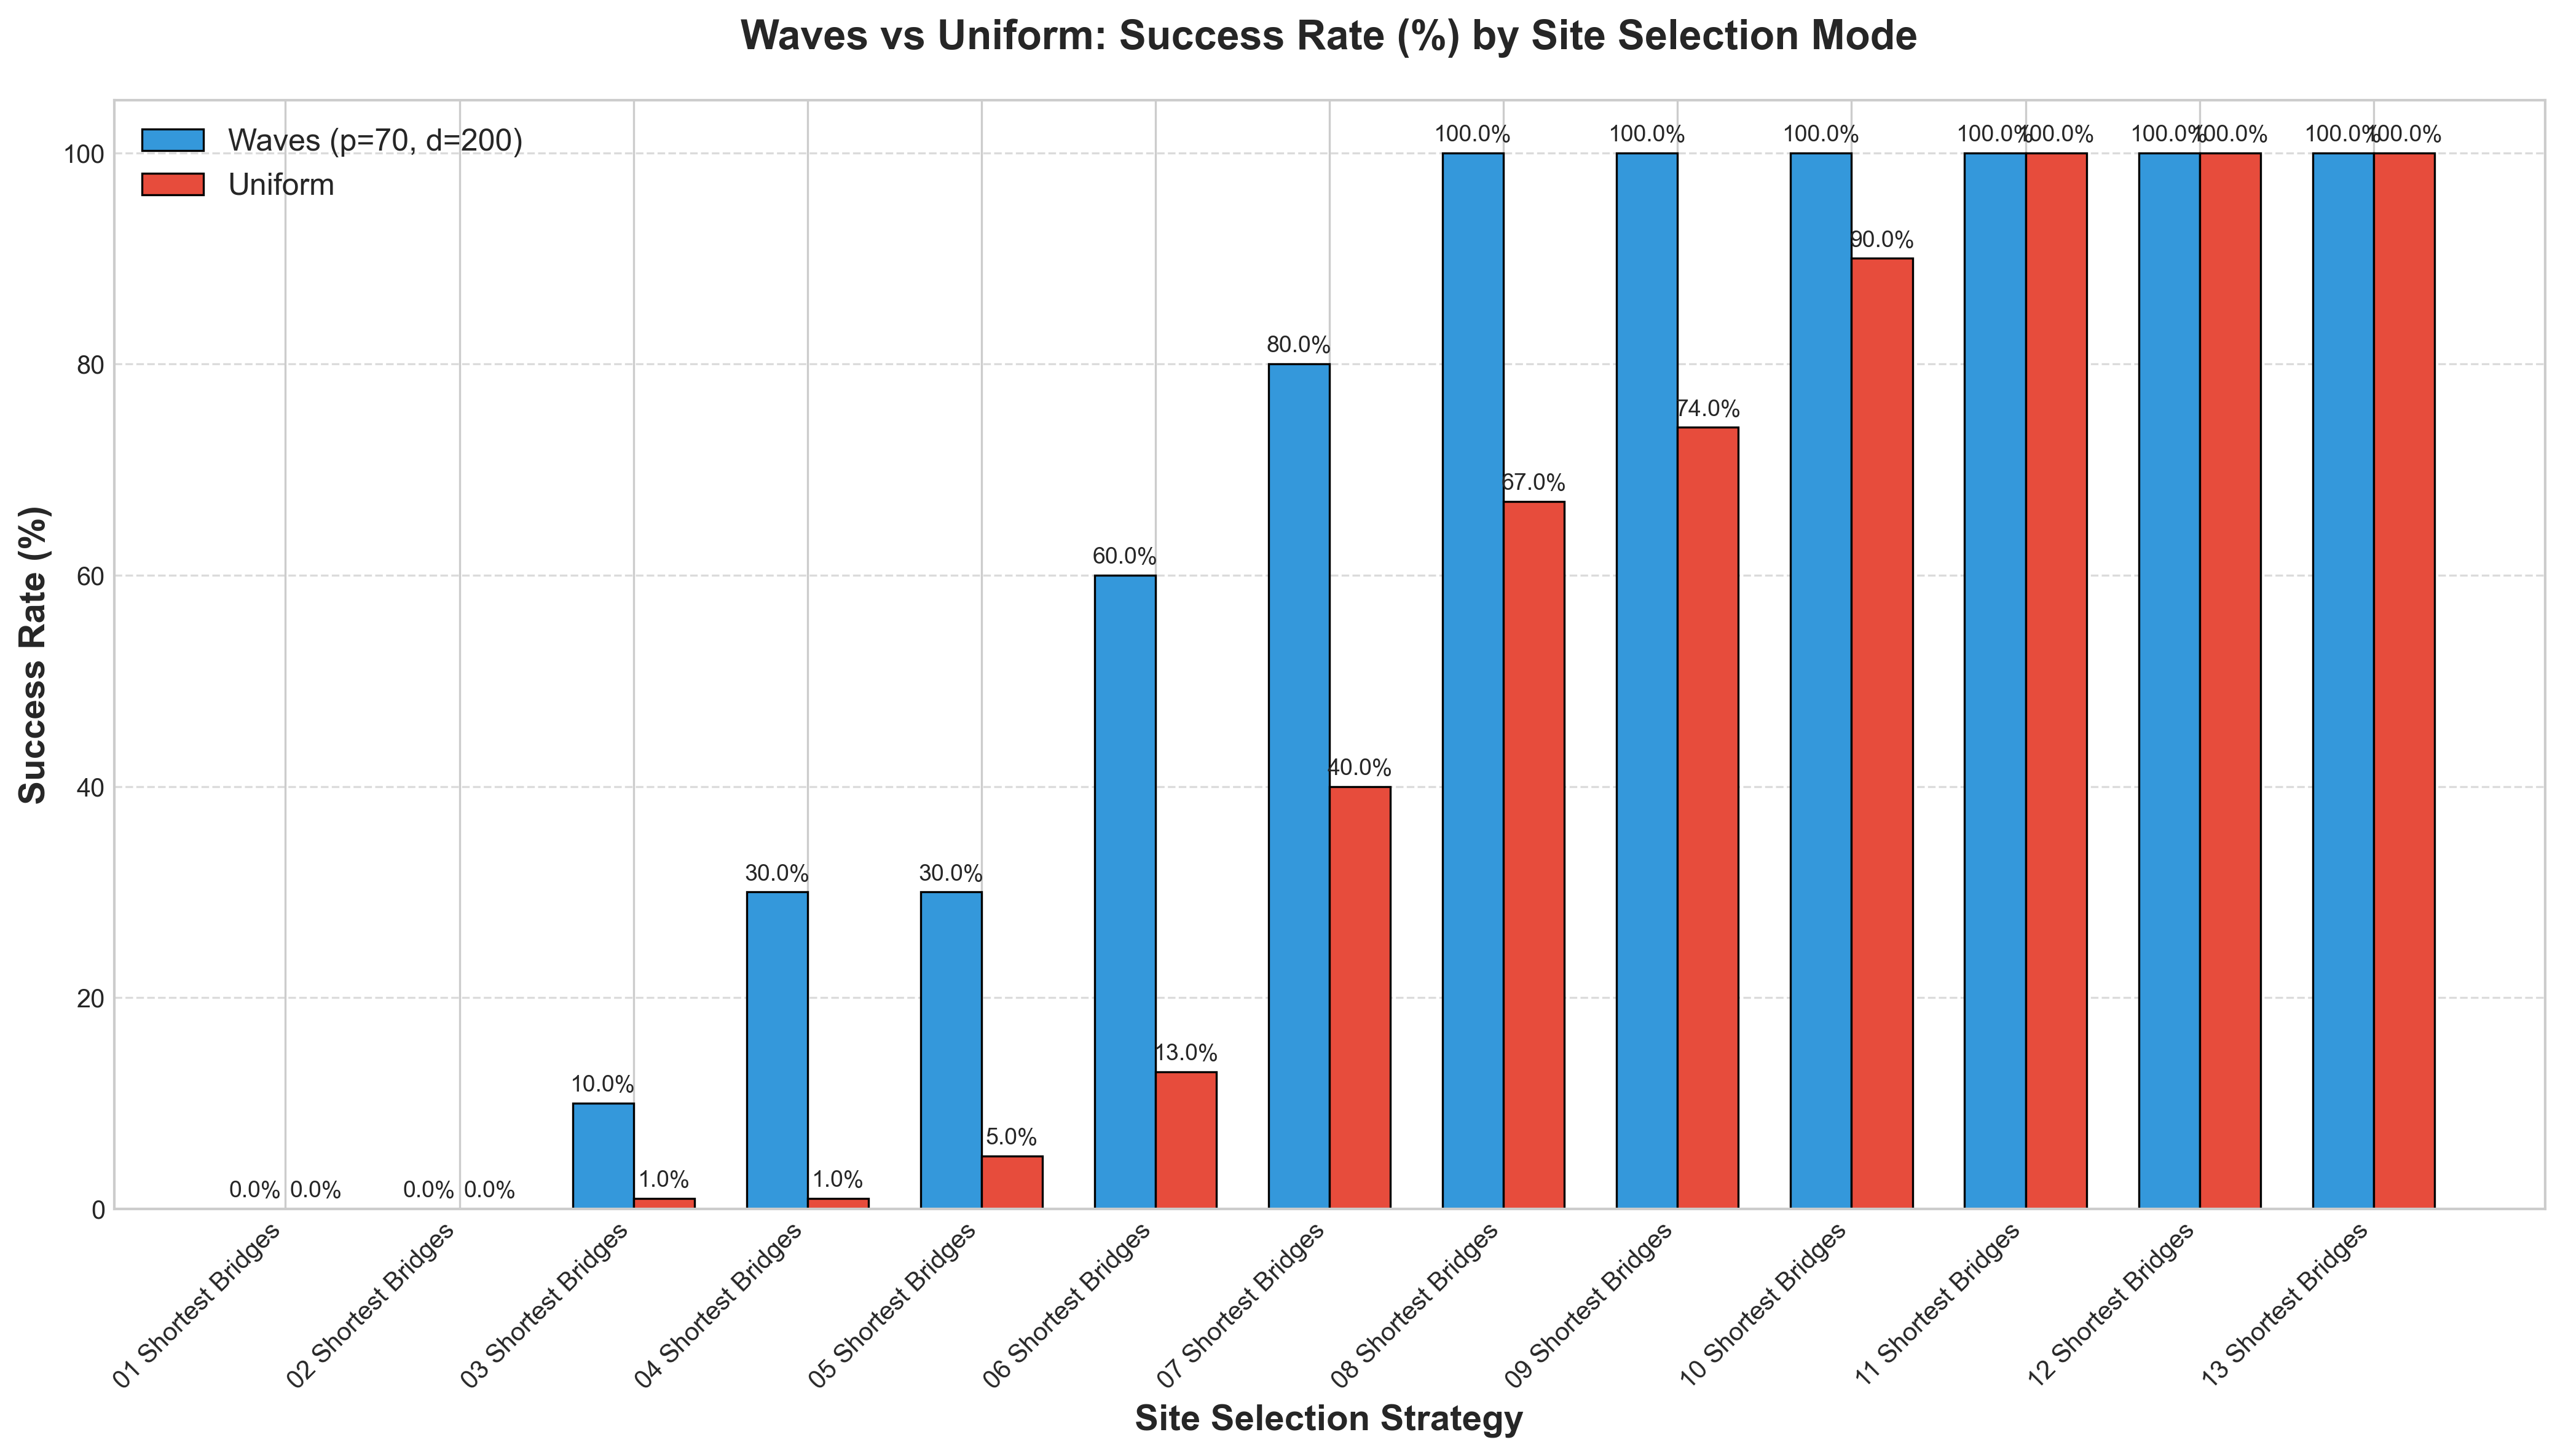 Waves vs Uniform: Success Rate (%) by Site Selection Mode
Waves (p=70, d=200)
Uniform
Success Rate (%)
100
80
60
40
20
0
0.0% 0.0%
0.0% 0.0%
10.0% 1.0%
30.0% 1.0%
30.0% 5.0%
60.0% 13.0%
80.0% 40.0%
100.0% 67.0%
100.0% 74.0%
100.0% 90.0%
100.0% 100.0%
100.0% 100.0%
100.0% 100.0%
01 Shortest Bridges
02 Shortest Bridges
03 Shortest Bridges
04 Shortest Bridges
05 Shortest Bridges
06 Shortest Bridges
07 Shortest Bridges
08 Shortest Bridges
09 Shortest Bridges
10 Shortest Bridges
11 Shortest Bridges
12 Shortest Bridges
13 Shortest Bridges
Site Selection Strategy